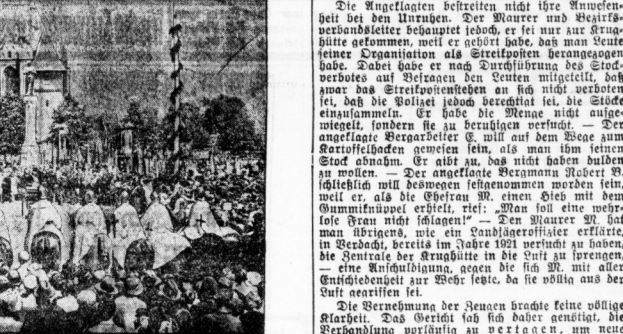 Die Angeklagten bestreiten nicht ihre Anwesen-
heit bei den Unruhen. Der Maurer und Bezirks-
verbandsleiter behauptet jedoch, er sei nur zur Krug-
hütte gekommen, weil er gehört habe, daß man Leute
seiner Organisation als Streikposten herangezogen
habe. Dabei habe er nach Durchführung des Stock-
verbotes auf Befragen den Leuten mitgeteilt, daß
zwar das Streikpostenstehen an sich nicht verboten
sei, daß die Polizei jedoch berechtigt sei, die Stöcke
einzusammeln. Er habe die Menge nicht aufge-
wiegelt, sondern sie zu beruhigen versucht. — Der
angeklagte Bergarbeiter E. will auf dem Wege zum
Kartoffelhacken gewesen sein, als man ihm seinen
Stock abnahm. Er gibt zu, das nicht haben dulden
zu wollen. — Der angeklagte Bergmann Robert B.
schließlich will deswegen festgenommen worden sein,
weil er, als die Ehefrau M. einen Hieb mit dem
Gummiknüppel erhielt, rief: „Man soll eine wehr-
lose Frau nicht schlagen!" — Den Maurer M. hat
man übrigens, wie ein Landjägeroffizier erklärte,
in Verdacht, bereits im Jahre 1921 versucht zu haben,
die Zentrale der Krughütte in die Luft zu sprengen,
— eine Anschuldigung, gegen die sich M. mit aller
Entschiedenheit zur Wehr setzte, da sie völlig aus der
Luft gegriffen sei.
Die Vernehmung der Zeugen brachte keine völlige
Klarheit. Das Gericht sah sich daher genötigt, die
Verhandlung vorläufig zu vertagen, um neue